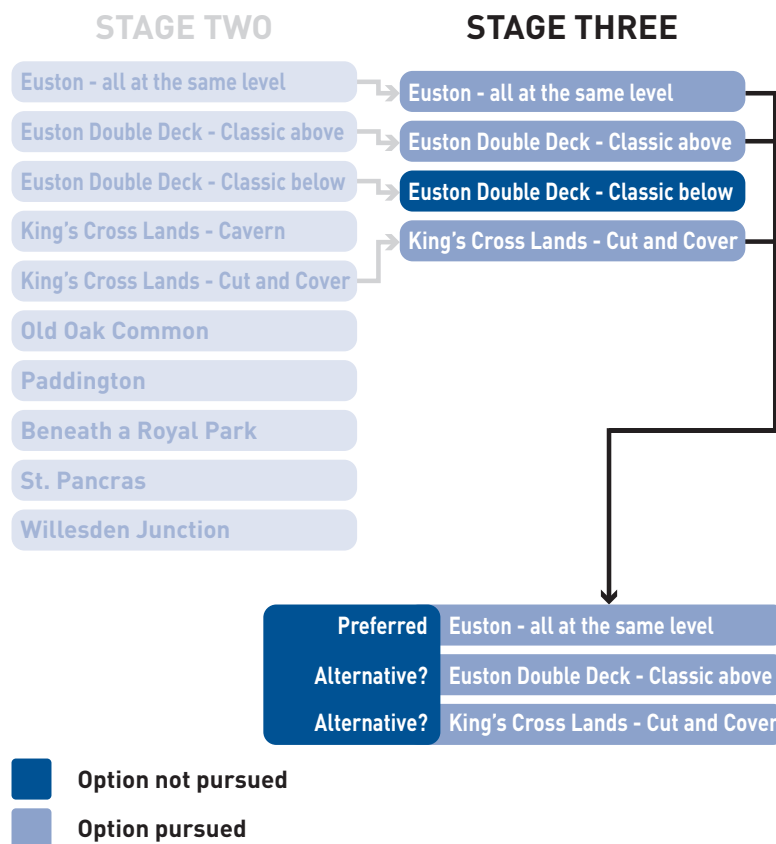 STAGE TWO
Euston - all at the same level
Euston Double Deck - Classic above
Euston Double Deck - Classic below
King's Cross Lands - Cavern
King's Cross Lands - Cut and Cover
Old Oak Common
Paddington
Beneath a Royal Park
St. Pancras
Willesden Junction
STAGE THREE
Euston - all at the same level
Euston Double Deck - Classic above
Euston Double Deck - Classic below
King's Cross Lands - Cut and Cover
Preferred Euston - all at the same level
Alternative? Euston Double Deck - Classic above
Alternative? King's Cross Lands - Cut and Cover
Option not pursued
Option pursued